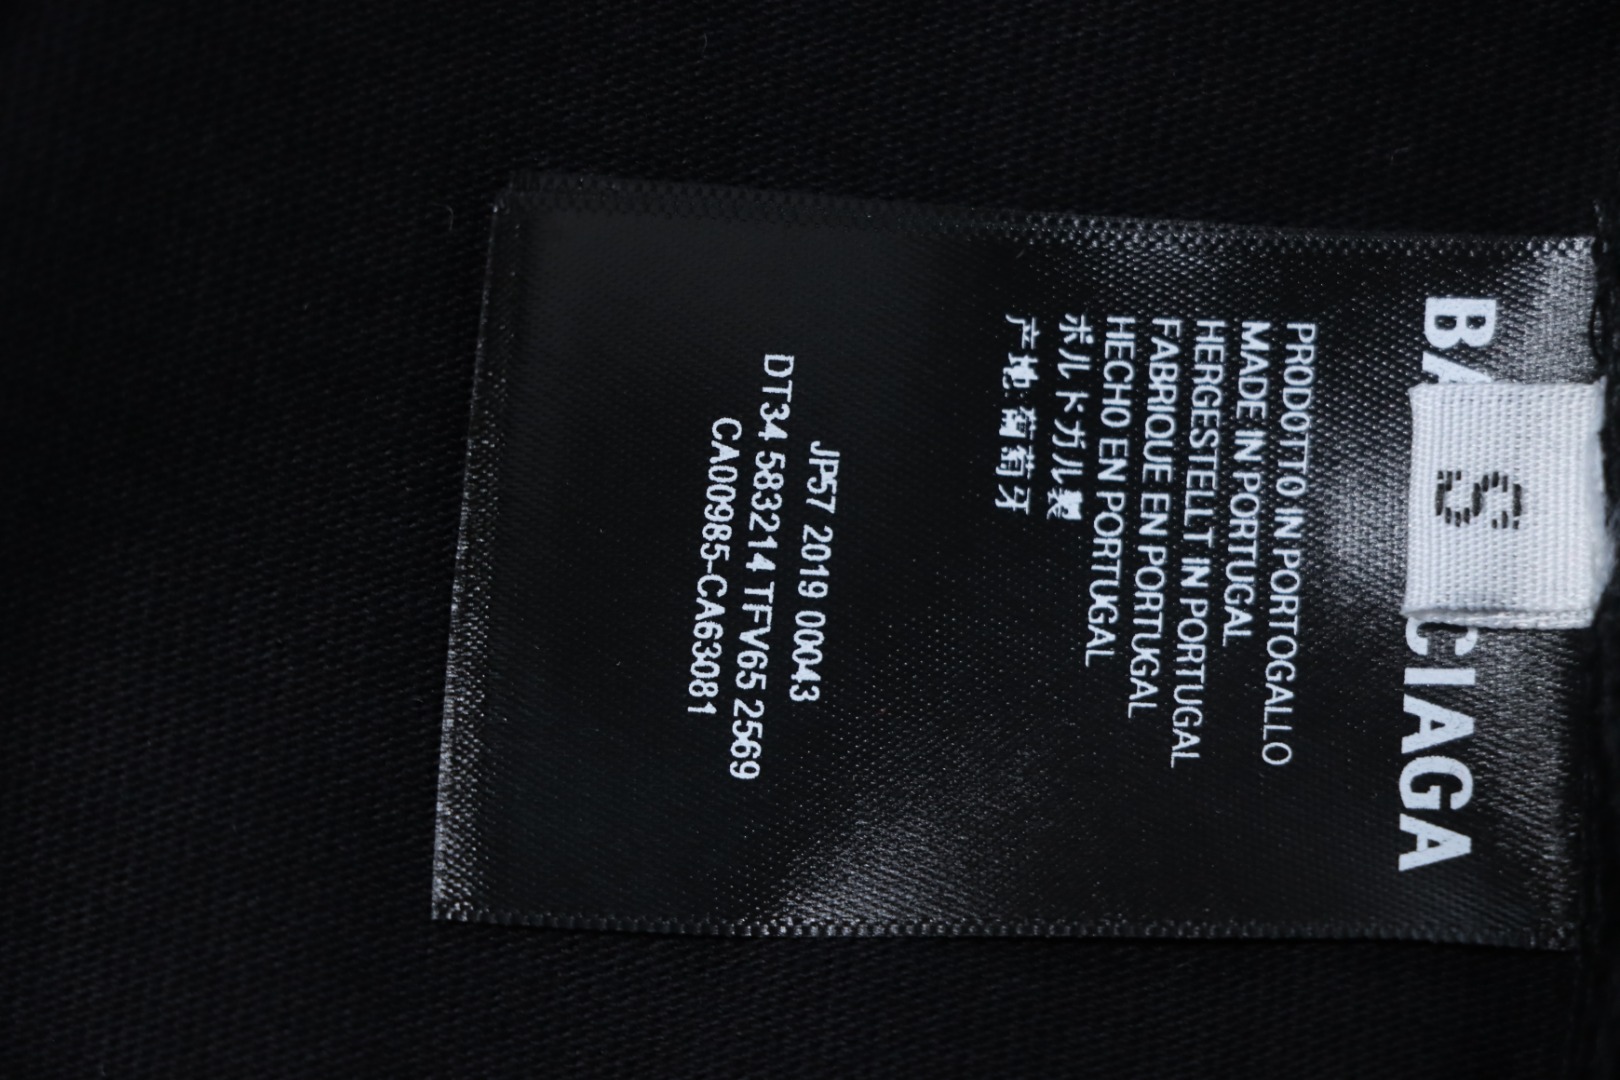 BA CIAGA
S
PRODOTTO IN PORTOGALLO
MADE IN PORTUGAL
HERGESTELLT IN PORTUGAL
FABRIQUE EN PORTUGAL
HECHO EN PORTUGAL
ポルトガル製
产地:葡萄牙
JP57 2019 00043
DT34 583214 TFV65 2569
CA00985-CA63081